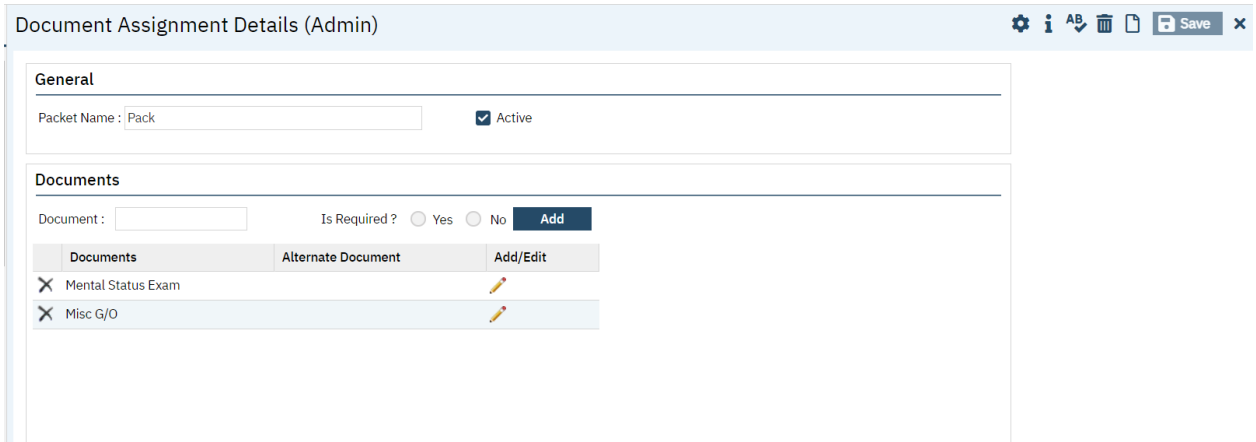 Document Assignment Details (Admin)
AB
Save
General
Packet Name : Pack
Active
Documents
Document :
Is Required ? Yes No Add
Documents Alternate Document Add/Edit
Mental Status Exam
Misc G/O